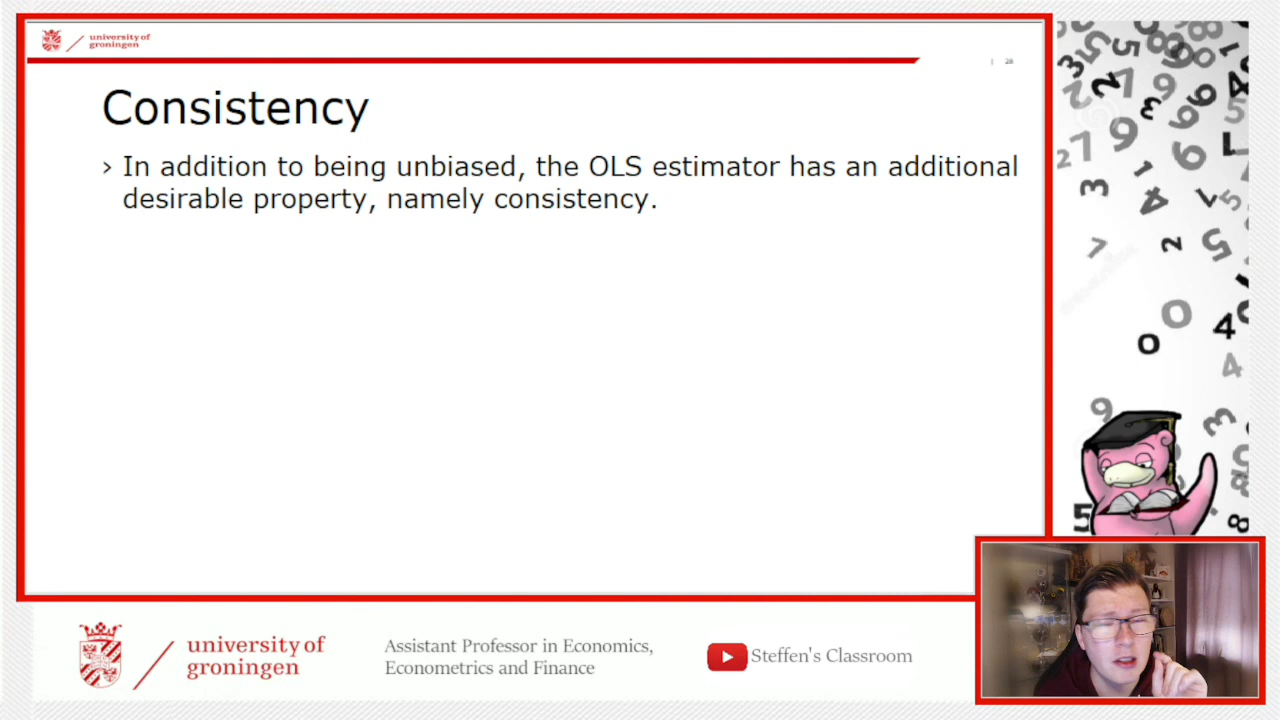 university of
groningen
| 28
Consistency
› In addition to being unbiased, the OLS estimator has an additional
desirable property, namely consistency.
university of
groningen
Assistant Professor in Economics,
Econometrics and Finance
Steffen's Classroom